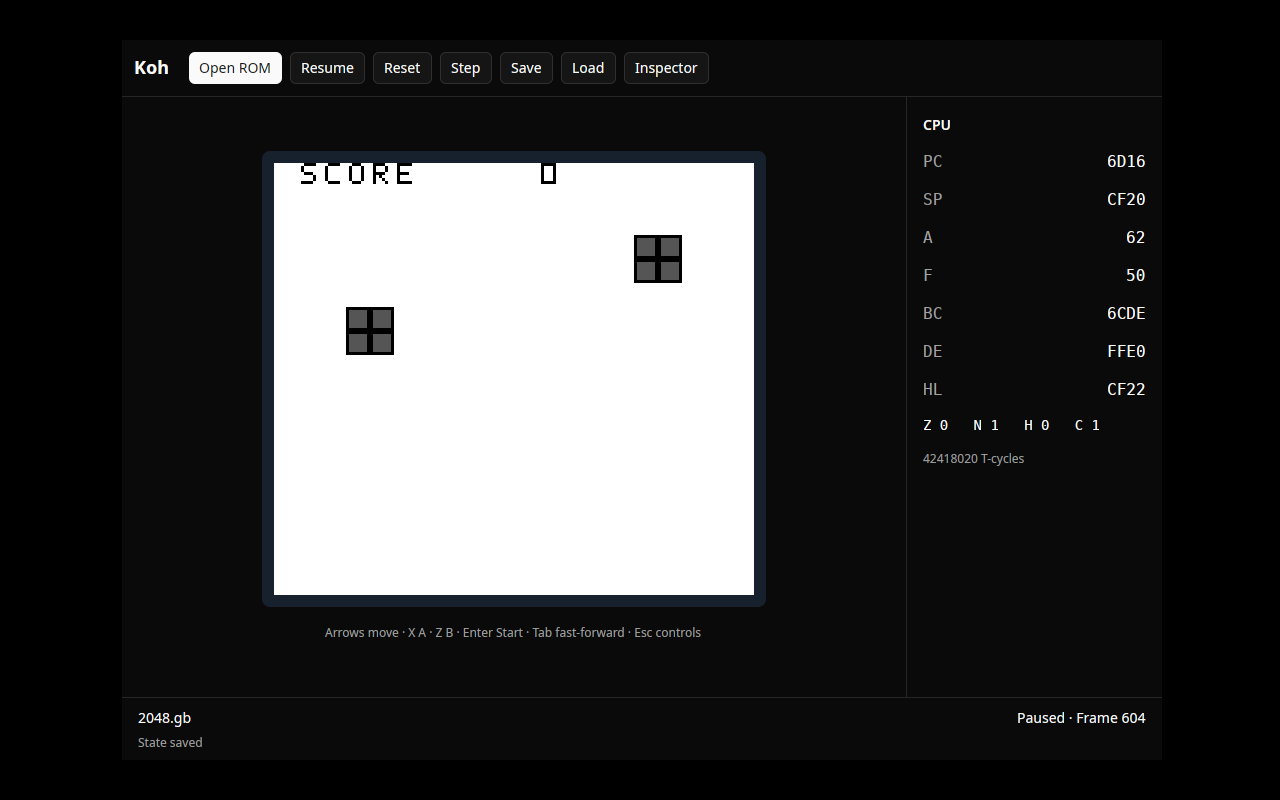 Koh Open ROM Resume Reset Step Save Load Inspector
SCORE 0
Arrows move · X A · Z B · Enter Start · Tab fast-forward · Esc controls
CPU
PC 6D16
SP CF20
A 62
F 50
BC 6CDE
DE FFE0
HL CF22
Z 0 N 1 H 0 C 1
42418020 T-cycles
2048.gb Paused · Frame 604
State saved